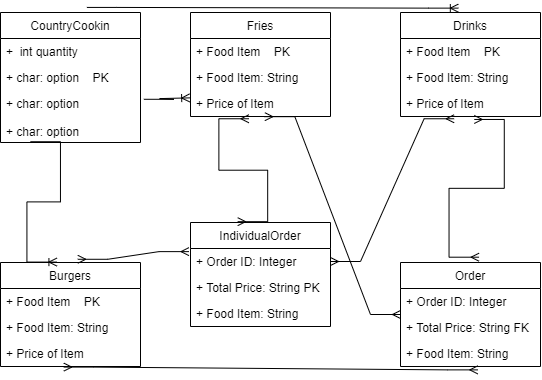 CountryCookin
+ int quantity
+ char: option PK
+ char: option
+ char: option
Fries
+ Food Item PK
+ Food Item: String
+ Price of Item
Drinks
+ Food Item PK
+ Food Item: String
+ Price of Item
Burgers
+ Food Item PK
+ Food Item: String
+ Price of Item
IndividualOrder
+ Order ID: Integer
+ Total Price: String PK
+ Food Item: String
Order
+ Order ID: Integer
+ Total Price: String FK
+ Food Item: String